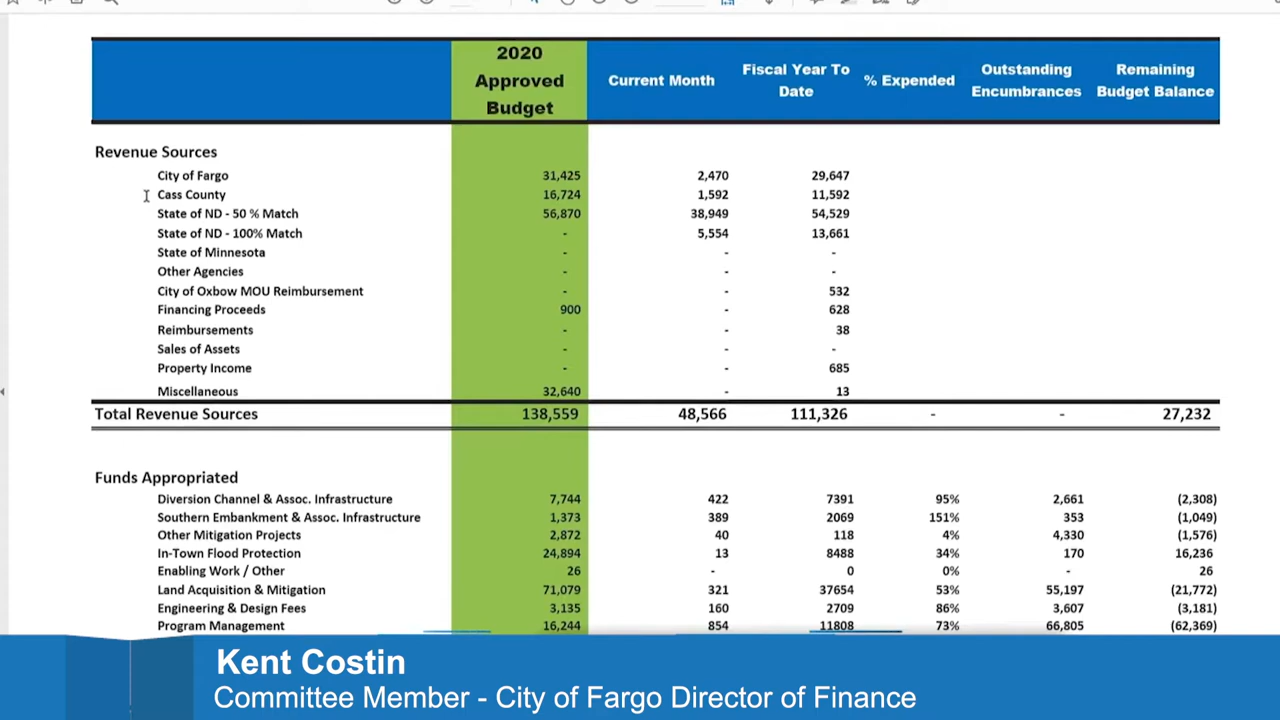 2020 Approved Budget Current Month Fiscal Year To Date % Expended Outstanding Encumbrances Remaining Budget Balance
Revenue Sources
City of Fargo 31,425 2,470 29,647
Cass County 16,724 1,592 11,592
State of ND - 50 % Match 56,870 38,949 54,529
State of ND - 100% Match - 5,554 13,661
State of Minnesota - - -
Other Agencies - - -
City of Oxbow MOU Reimbursement - - 532
Financing Proceeds 900 - 628
Reimbursements - - 38
Sales of Assets - - -
Property Income - - 685
Miscellaneous 32,640 - 13
Total Revenue Sources 138,559 48,566 111,326 - - 27,232
Funds Appropriated
Diversion Channel & Assoc. Infrastructure 7,744 422 7391 95% 2,661 (2,308)
Southern Embankment & Assoc. Infrastructure 1,373 389 2069 151% 353 (1,049)
Other Mitigation Projects 2,872 40 118 4% 4,330 (1,576)
In-Town Flood Protection 24,894 13 8488 34% 170 16,236
Enabling Work / Other 26 - 0 0% - 26
Land Acquisition & Mitigation 71,079 321 37654 53% 55,197 (21,772)
Engineering & Design Fees 3,135 160 2709 86% 3,607 (3,181)
Program Management 16,244 854 11808 73% 66,805 (62,369)
Kent Costin
Committee Member - City of Fargo Director of Finance